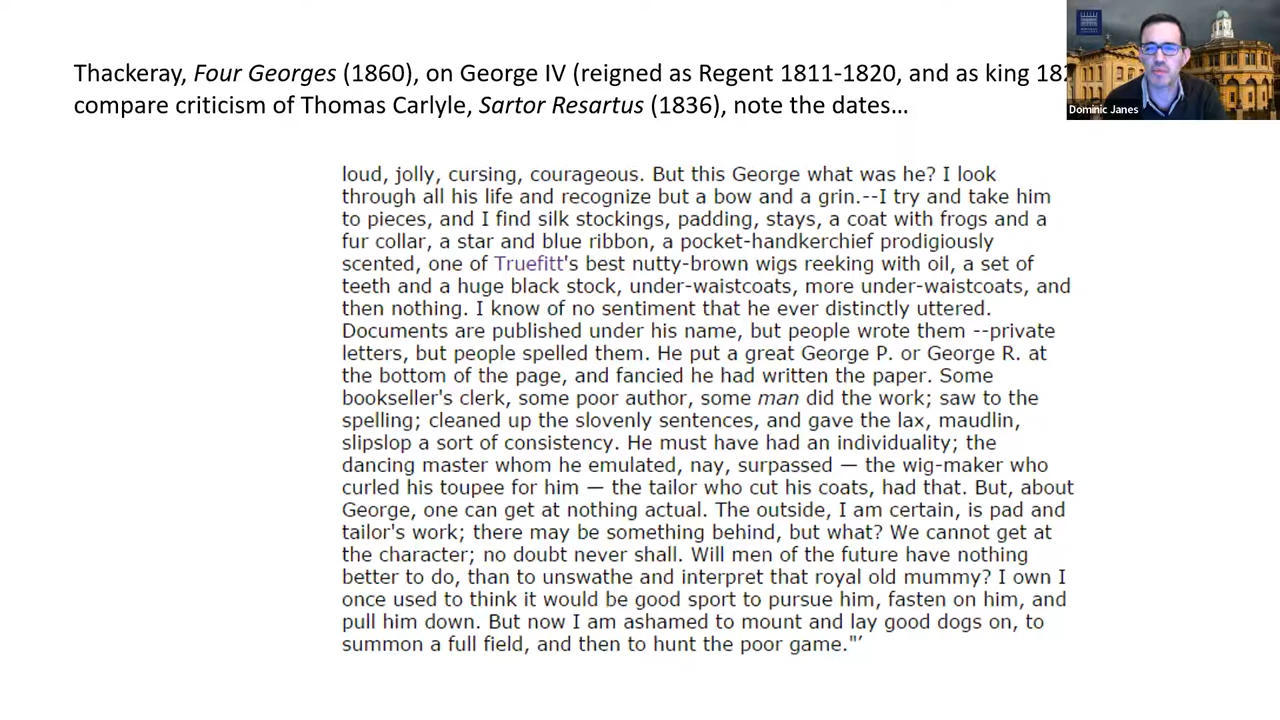 Thackeray, Four Georges (1860), on George IV (reigned as Regent 1811-1820, and as king
compare criticism of Thomas Carlyle, Sartor Resartus (1836), note the dates…
Dominic Janes
loud, jolly, cursing, courageous. But this George what was he? I look
through all his life and recognize but a bow and a grin.--I try and take him
to pieces, and I find silk stockings, padding, stays, a coat with frogs and a
fur collar, a star and blue ribbon, a pocket-handkerchief prodigiously
scented, one of Truefitt's best nutty-brown wigs reeking with oil, a set of
teeth and a huge black stock, under-waistcoats, more under-waistcoats, and
then nothing. I know of no sentiment that he ever distinctly uttered.
Documents are published under his name, but people wrote them --private
letters, but people spelled them. He put a great George P. or George R. at
the bottom of the page, and fancied he had written the paper. Some
bookseller's clerk, some poor author, some man did the work; saw to the
spelling; cleaned up the slovenly sentences, and gave the lax, maudlin,
slipslop a sort of consistency. He must have had an individuality; the
dancing master whom he emulated, nay, surpassed — the wig-maker who
curled his toupee for him — the tailor who cut his coats, had that. But, about
George, one can get at nothing actual. The outside, I am certain, is pad and
tailor's work; there may be something behind, but what? We cannot get at
the character; no doubt never shall. Will men of the future have nothing
better to do, than to unswathe and interpret that royal old mummy? I own I
once used to think it would be good sport to pursue him, fasten on him, and
pull him down. But now I am ashamed to mount and lay good dogs on, to
summon a full field, and then to hunt the poor game."'